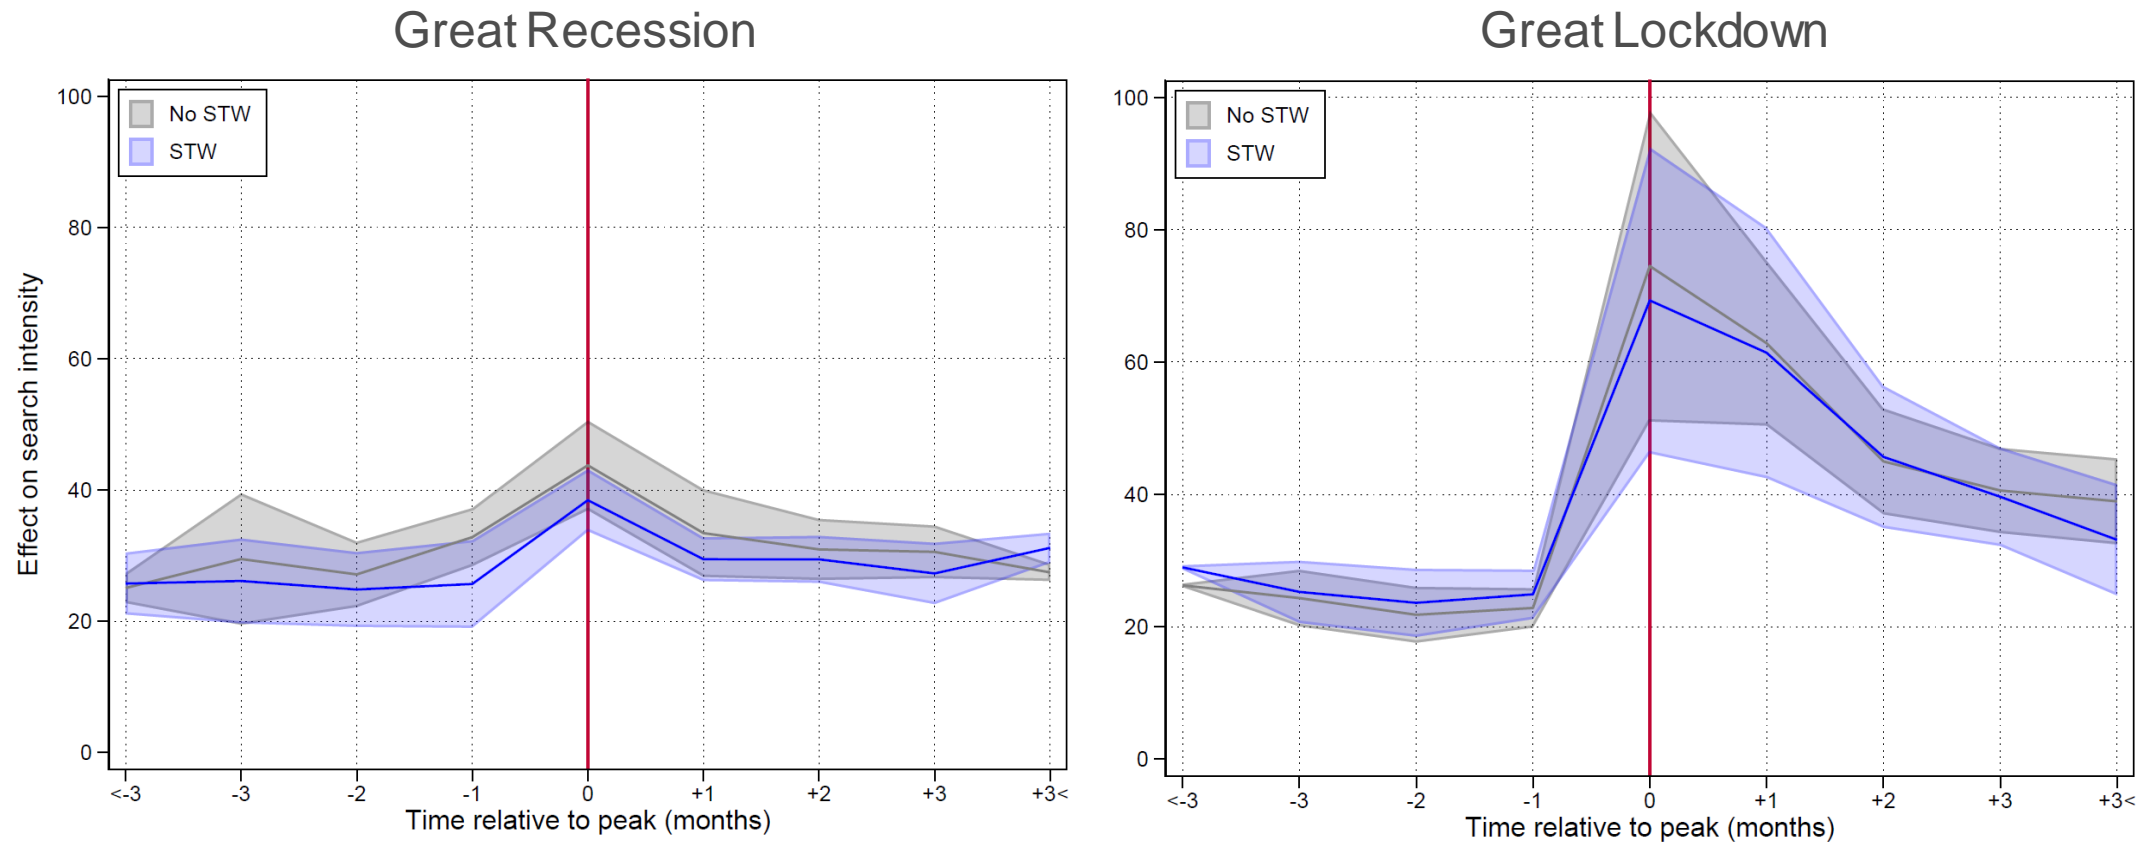 Great Recession
100
80
60
40
20
0
No STW
STW
Effect on search intensity
<-3 -3 -2 -1 0 +1 +2 +3 +3<
Time relative to peak (months)
Great Lockdown
100
80
60
40
20
0
No STW
STW
<-3 -3 -2 -1 0 +1 +2 +3 +3<
Time relative to peak (months)